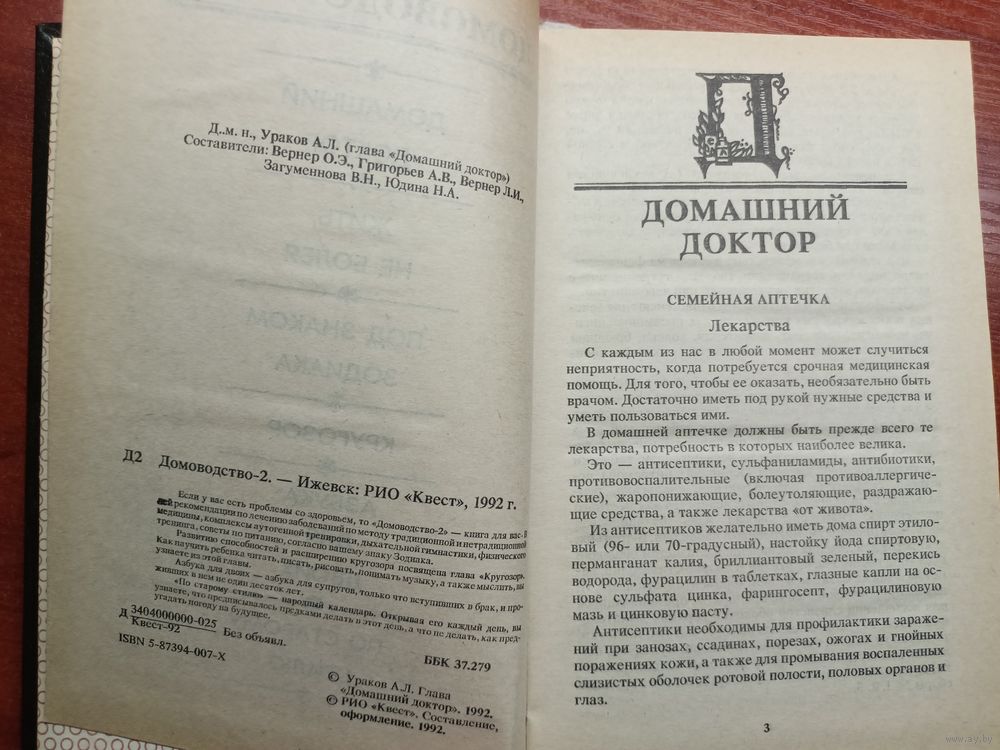 Д..м. н., Ураков А.Л. (глава «Домашний доктор»)
Составители: Вернер О.Э., Григорьев А.В., Вернер Л.И.,
Загуменнова В.Н., Юдина Н.А.
Д2 Домоводство-2. — Ижевск: РИО «Квест», 1992 г.
Если у вас есть проблемы со здоровьем, то «Домоводство-2» — книга для вас. В
ней рекомендации по лечению заболеваний по методу традиционной и нетрадиционной
медицины, комплексы аутогенной тренировки, дыхательной гимнастики, физического
тренинга, советы по питанию, согласно вашему знаку Зодиака.
Развитию способностей и расширению кругозора посвящена глава «Кругозор».
Как научить ребенка читать, писать, рисовать, понимать музыку, а также мыслить, вы
узнаете из этой главы.
Азбука для двоих — азбука для супругов, только что вступивших в брак, и про-
живших в нем не один десяток лет.
«По старому стилю» — народный календарь. Открывая его каждый день, вы
узнаете, что предписывалось предками делать в этот день, а что не делать, как пред-
угадать погоду на будущее.
Д 3404000000-025
Квест-92 Без объявл.
ISBN 5-87394-007-X
ББК 37.279
© Ураков А.Л. Глава
«Домашний доктор». 1992.
© РИО «Квест». Составление,
оформление. 1992.
Д
ДОМАШНИЙ
ДОКТОР
СЕМЕЙНАЯ АПТЕЧКА
Лекарства
С каждым из нас в любой момент может случиться
неприятность, когда потребуется срочная медицинская
помощь. Для того, чтобы ее оказать, необязательно быть
врачом. Достаточно иметь под рукой нужные средства и
уметь пользоваться ими.
В домашней аптечке должны быть прежде всего те
лекарства, потребность в которых наиболее велика.
Это — антисептики, сульфаниламиды, антибиотики,
противовоспалительные (включая противоаллергиче-
ские), жаропонижающие, болеутоляющие, раздражаю-
щие средства, а также лекарства «от живота».
Из антисептиков желательно иметь дома спирт этило-
вый (96- или 70-градусный), настойку йода спиртовую,
перманганат калия, бриллиантовый зеленый, перекись
водорода, фурацилин в таблетках, глазные капли на ос-
нове сульфата цинка, фарингосепт, фурацилиновую
мазь и цинковую пасту.
Антисептики необходимы для профилактики зараже-
ний при занозах, ссадинах, порезах, ожогах и гнойных
поражениях кожи, а также для промывания воспаленных
слизистых оболочек ротовой полости, половых органов и
глаз.
3
www.ay.by